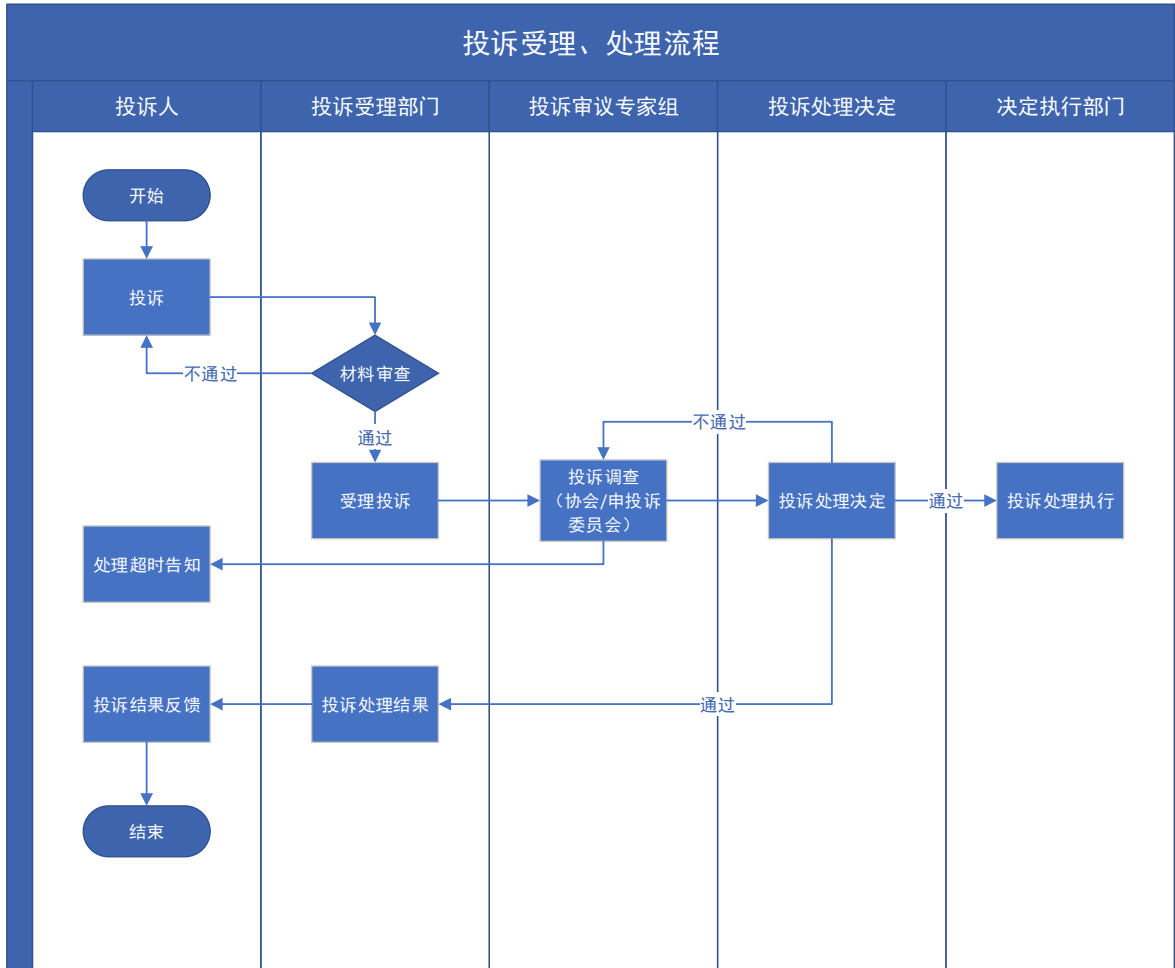 投诉受理、处理流程
投诉人
投诉受理部门
投诉审议专家组
投诉处理决定
决定执行部门
开始
投诉
不通过
材料审查
通过
不通过
受理投诉
投诉调查
（协会/申投诉
委员会）
投诉处理决定
通过
投诉处理执行
处理超时告知
投诉结果反馈
投诉处理结果
通过
结束